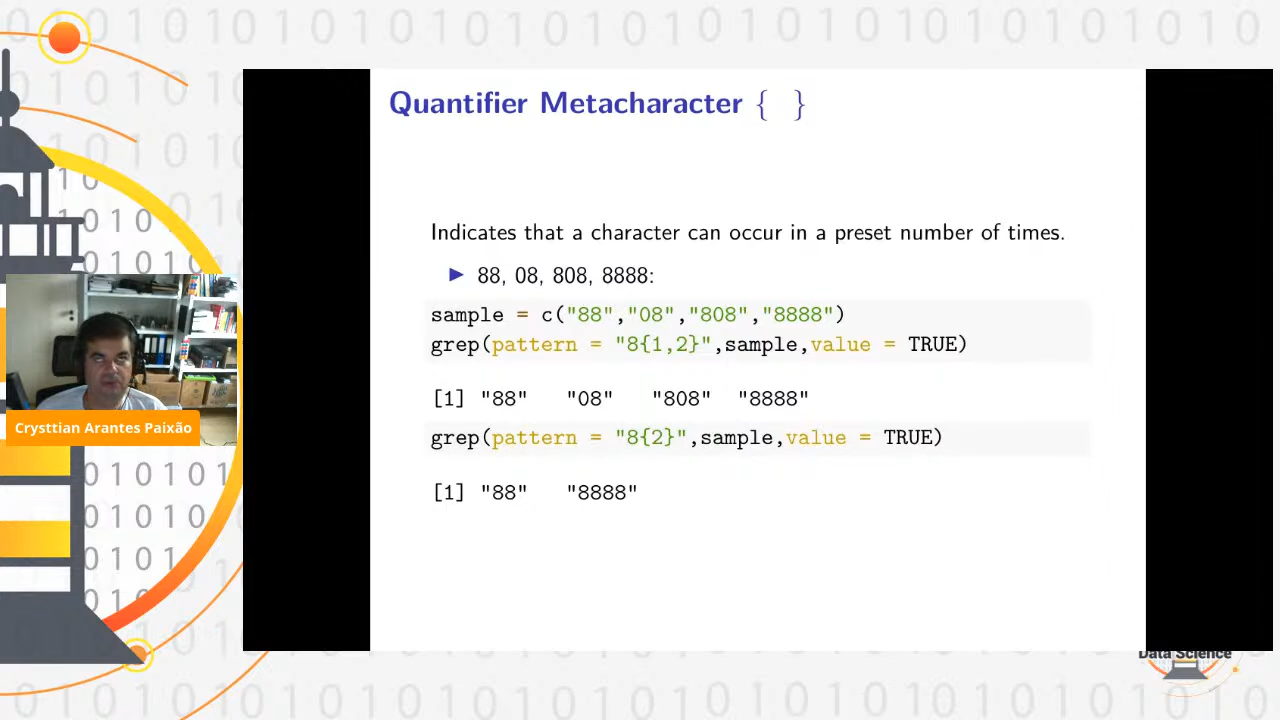 Quantifier Metacharacter { }
Indicates that a character can occur in a preset number of times.
▶ 88, 08, 808, 8888:
sample = c("88","08","808","8888")
grep(pattern = "8{1,2}",sample,value = TRUE)
[1] "88" "08" "808" "8888"
grep(pattern = "8{2}",sample,value = TRUE)
[1] "88" "8888"
Crysttian Arantes Paixão
Data Science